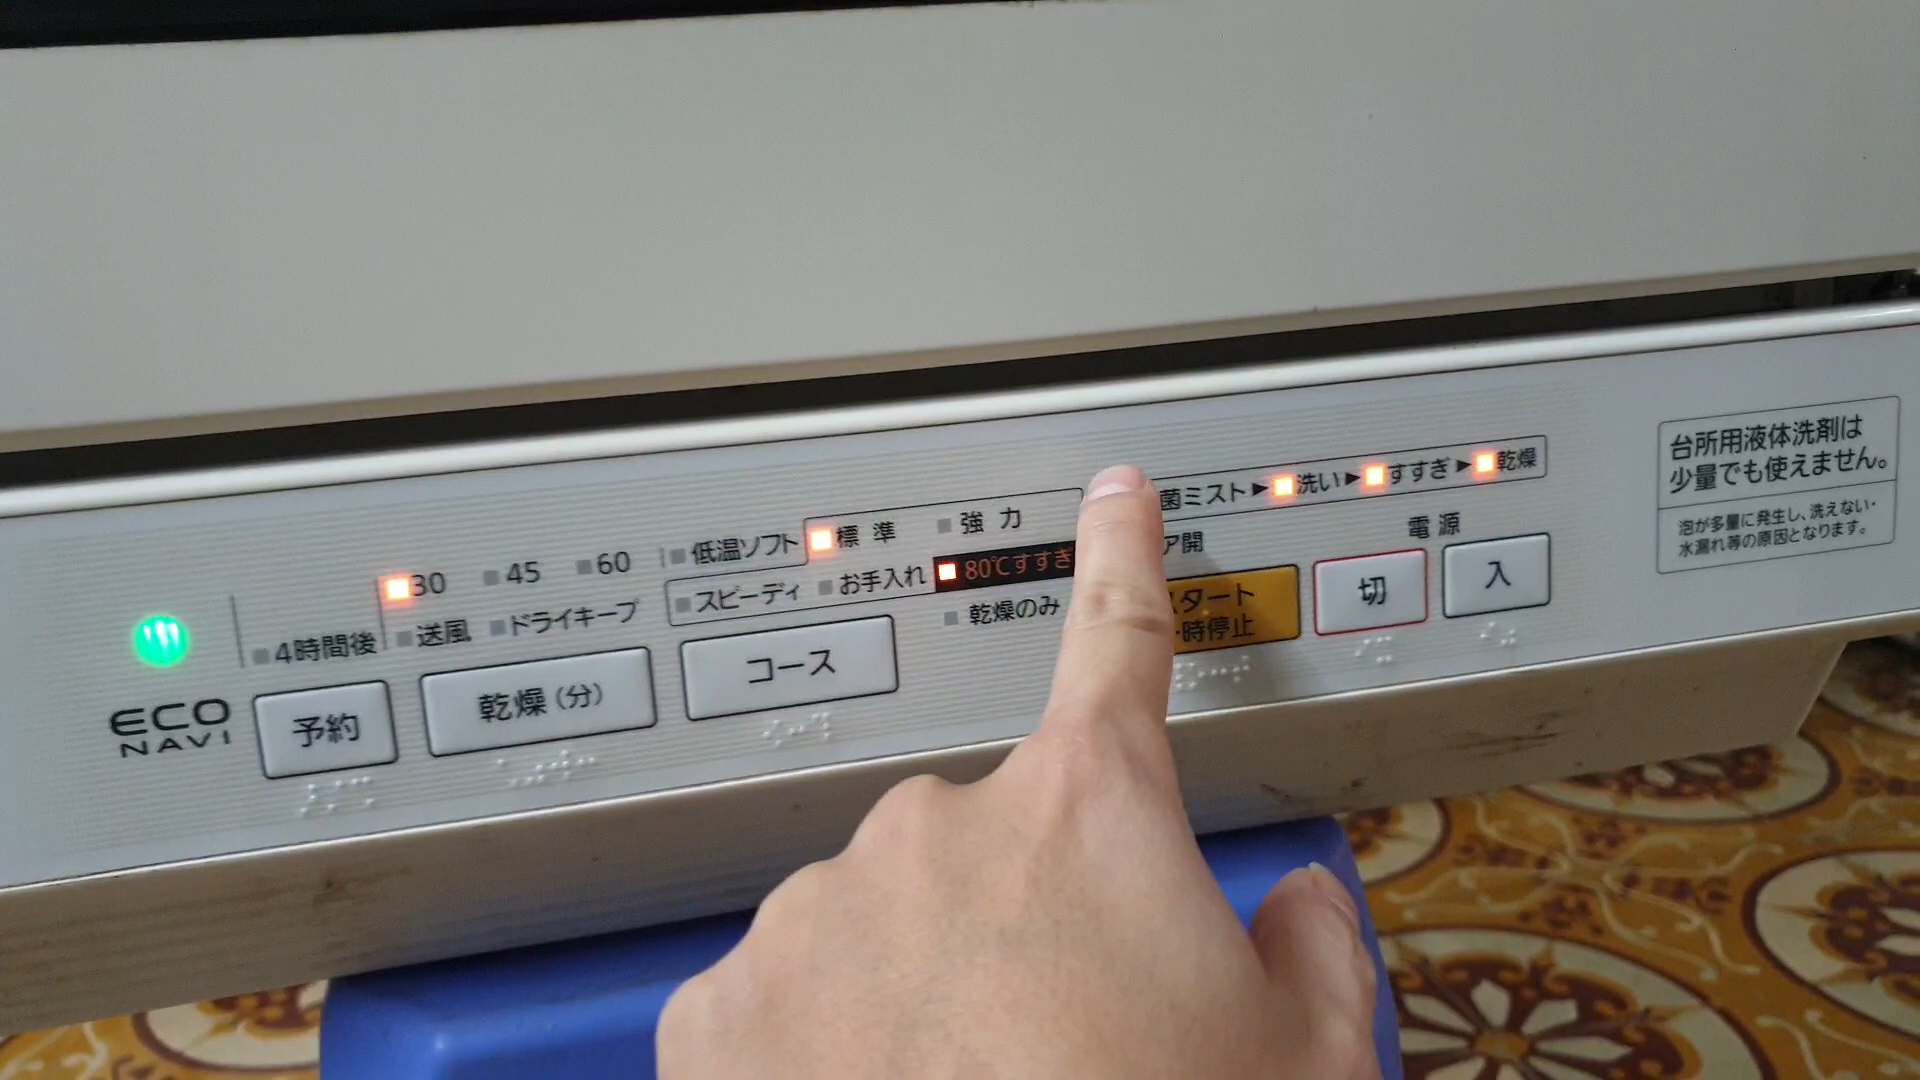 菌ミスト▶洗い▶すすぎ▶乾燥
標準
強力
低温ソフト
スピーディ
お手入れ
80℃すすぎ
乾燥のみ
30
45
60
4時間後
送風
ドライキープ
ア開
電源
ECO
NAVI
予約
乾燥(分)
コース
スタート
一時停止
切
入
台所用液体洗剤は
少量でも使えません。
泡が多量に発生し、洗えない・
水漏れ等の原因となります。